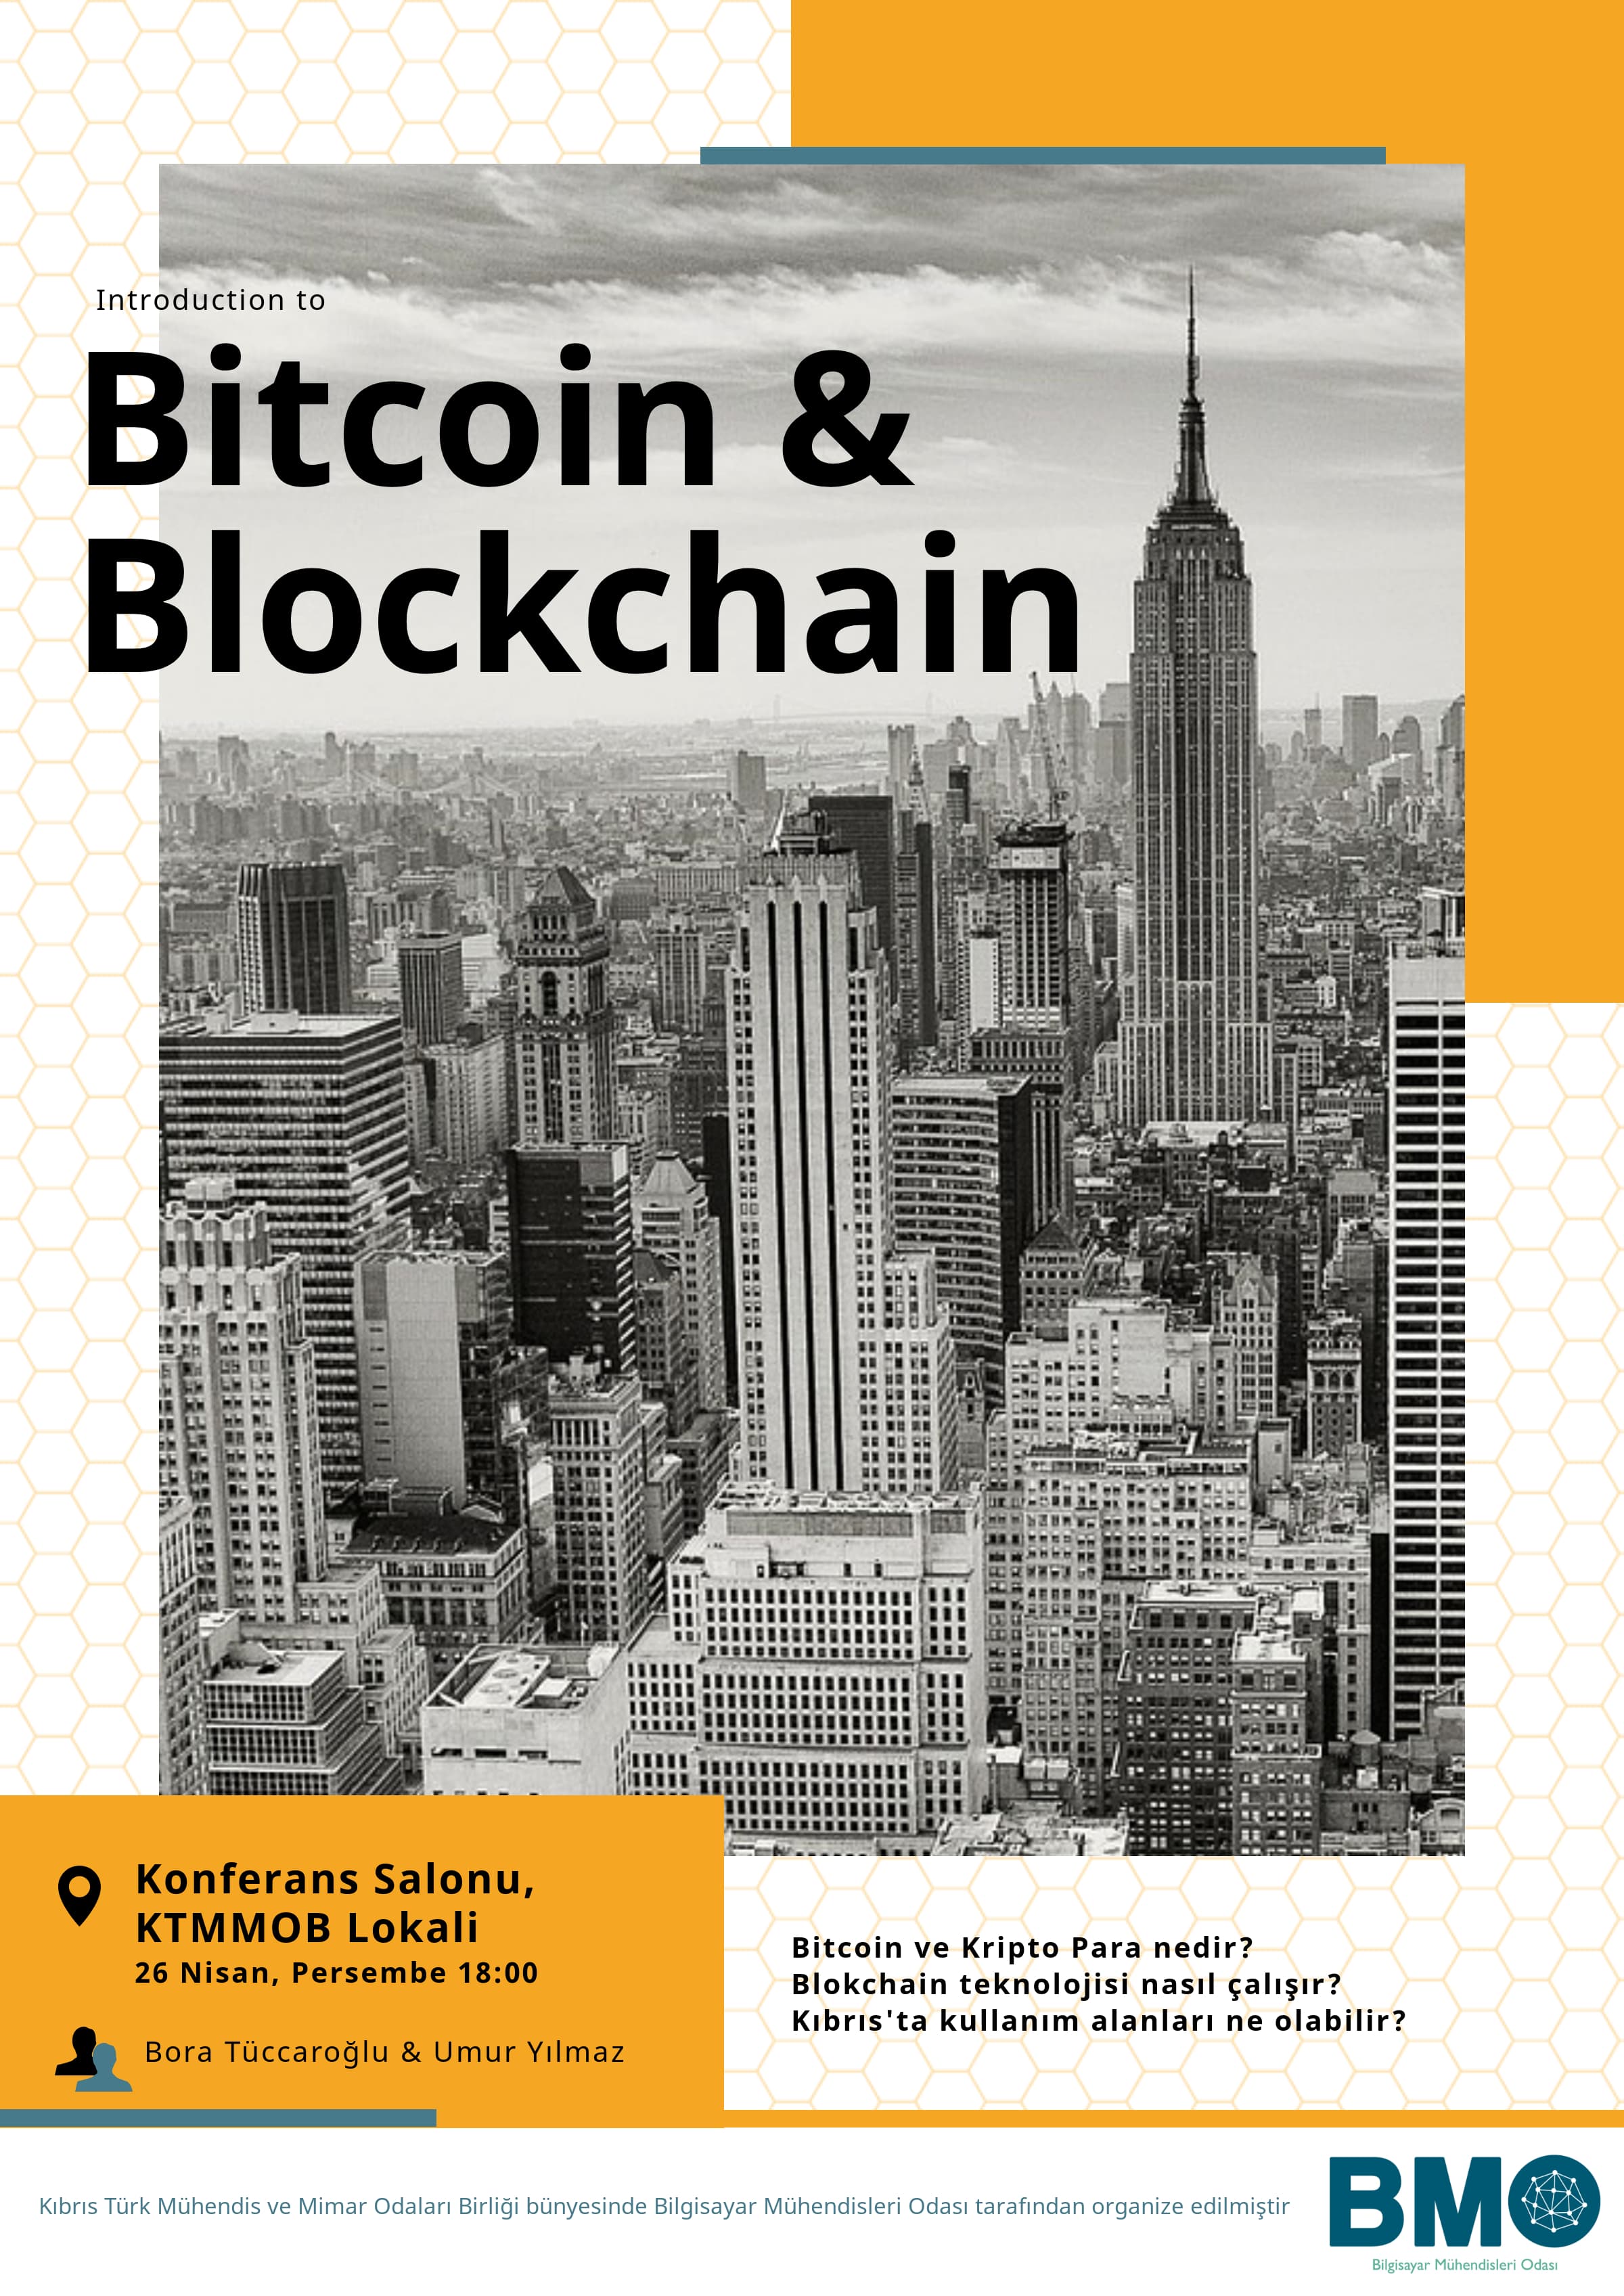 Introduction to
Bitcoin &
Blockchain
Konferans Salonu,
KTMMOB Lokali
26 Nisan, Persembe 18:00
Bora Tüccaroğlu & Umur Yılmaz
Bitcoin ve Kripto Para nedir?
Blokchain teknolojisi nasıl çalışır?
Kıbrıs'ta kullanım alanları ne olabilir?
Kıbrıs Türk Mühendis ve Mimar Odaları Birliği bünyesinde Bilgisayar Mühendisleri Odası tarafından organize edilmiştir
BMO
Bilgisayar Mühendisleri Odası